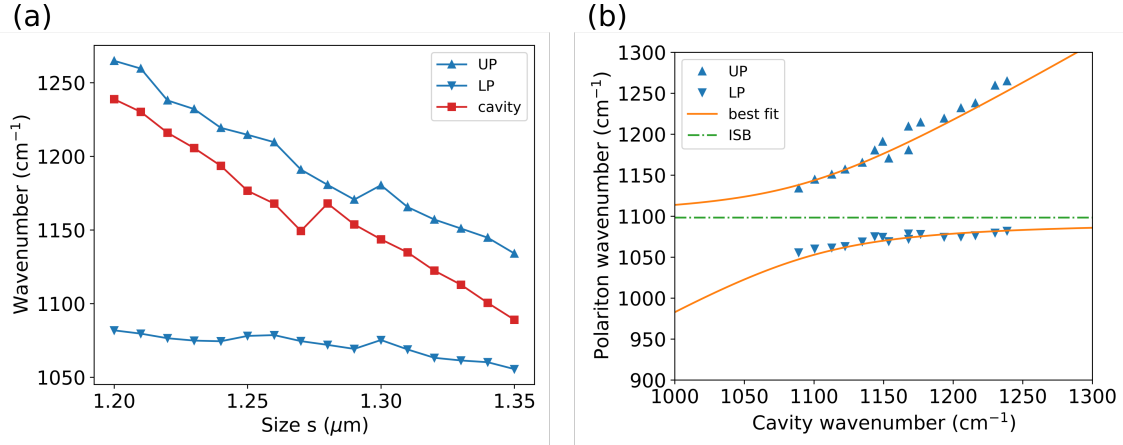 (a)
Wavenumber (cm⁻¹)
1250
1200
1150
1100
1050
UP
LP
cavity
1.20 1.25 1.30 1.35
Size s (μm)
(b)
Polariton wavenumber (cm⁻¹)
1300
1250
1200
1150
1100
1050
1000
950
900
UP
LP
best fit
ISB
1000 1050 1100 1150 1200 1250 1300
Cavity wavenumber (cm⁻¹)